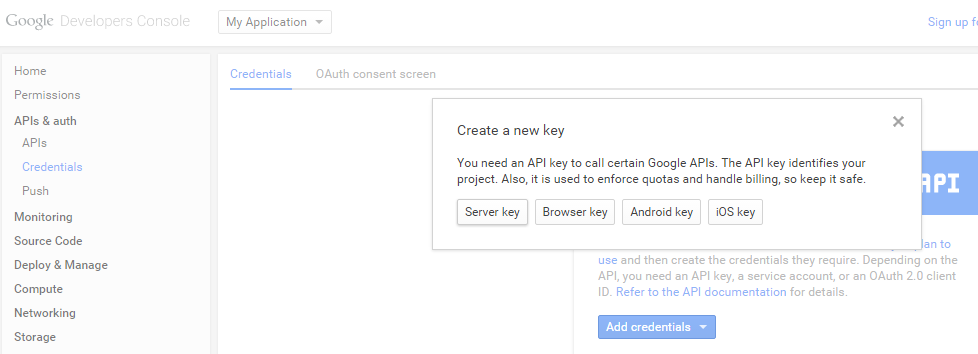 Google Developers Console
My Application
Sign up
Home
Permissions
APIs & auth
APIs
Credentials
Push
Monitoring
Source Code
Deploy & Manage
Compute
Networking
Storage
Credentials
OAuth consent screen
Create a new key
You need an API key to call certain Google APIs. The API key identifies your
project. Also, it is used to enforce quotas and handle billing, so keep it safe.
Server key
Browser key
Android key
iOS key
API
to
use and then create the credentials they require. Depending on the
API, you need an API key, a service account, or an OAuth 2.0 client
ID. Refer to the API documentation for details.
Add credentials